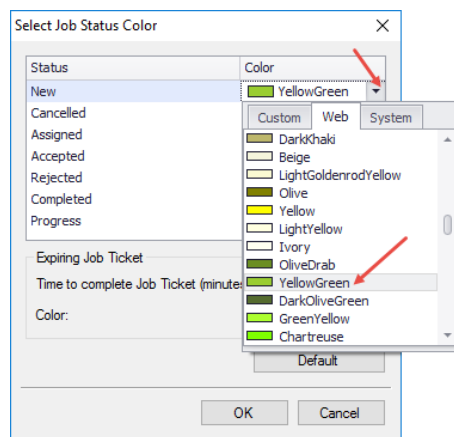 Select Job Status Color
Status Color
New YellowGreen
Cancelled
Assigned
Accepted
Rejected
Completed
Progress
Custom Web System
DarkKhaki
Beige
LightGoldenrodYellow
Olive
Yellow
LightYellow
Ivory
OliveDrab
YellowGreen
DarkOliveGreen
GreenYellow
Chartreuse
Expiring Job Ticket
Time to complete Job Ticket (minute
Color:
Default
OK Cancel